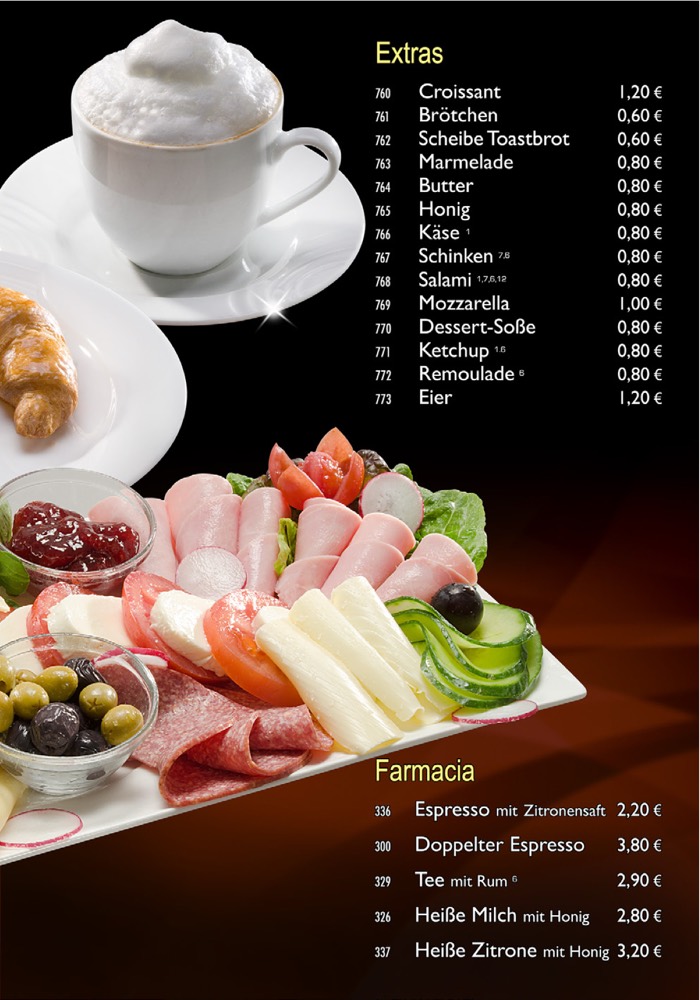 Extras
760 Croissant 1,20 €
761 Brötchen 0,60 €
762 Scheibe Toastbrot 0,60 €
763 Marmelade 0,80 €
764 Butter 0,80 €
765 Honig 0,80 €
766 Käse 1 0,80 €
767 Schinken 7,8 0,80 €
768 Salami 1,7,6,12 0,80 €
769 Mozzarella 1,00 €
770 Dessert-Soße 0,80 €
771 Ketchup 1.6 0,80 €
772 Remoulade 6 0,80 €
773 Eier 1,20 €
Farmacia
336 Espresso mit Zitronensaft 2,20 €
300 Doppelter Espresso 3,80 €
329 Tee mit Rum 6 2,90 €
326 Heiße Milch mit Honig 2,80 €
337 Heiße Zitrone mit Honig 3,20 €